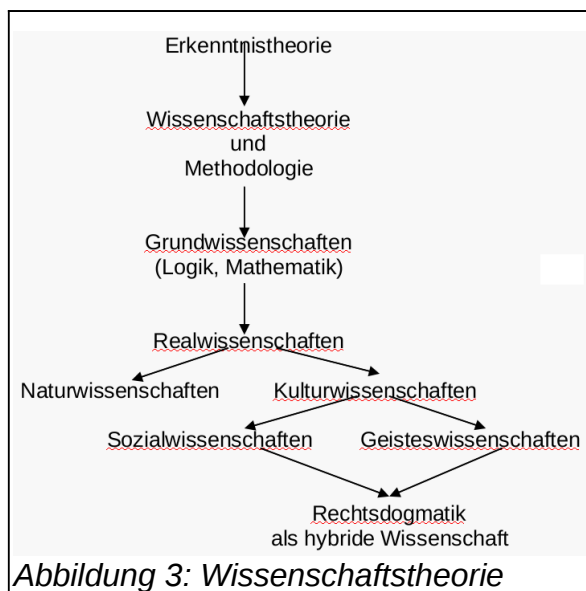 Erkenntnistheorie
Wissenschaftstheorie
und
Methodologie
Grundwissenschaften
(Logik, Mathematik)
Realwissenschaften
Naturwissenschaften
Kulturwissenschaften
Sozialwissenschaften
Geisteswissenschaften
Rechtsdogmatik
als hybride Wissenschaft
Abbildung 3: Wissenschaftstheorie